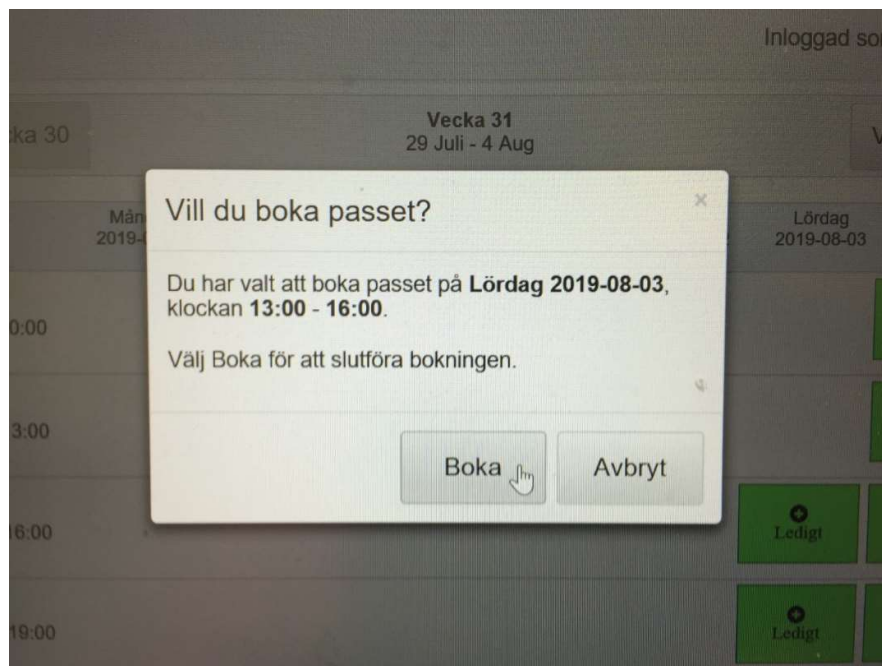 Inloggad so
ka 30
Vecka 31
29 Juli - 4 Aug
V
Mån
2019-
Lördag
2019-08-03
Vill du boka passet?
×
Du har valt att boka passet på Lördag 2019-08-03,
klockan 13:00 - 16:00.
Välj Boka för att slutföra bokningen.
Boka
Avbryt
0:00
3:00
16:00
Ledigt
19:00
Ledigt